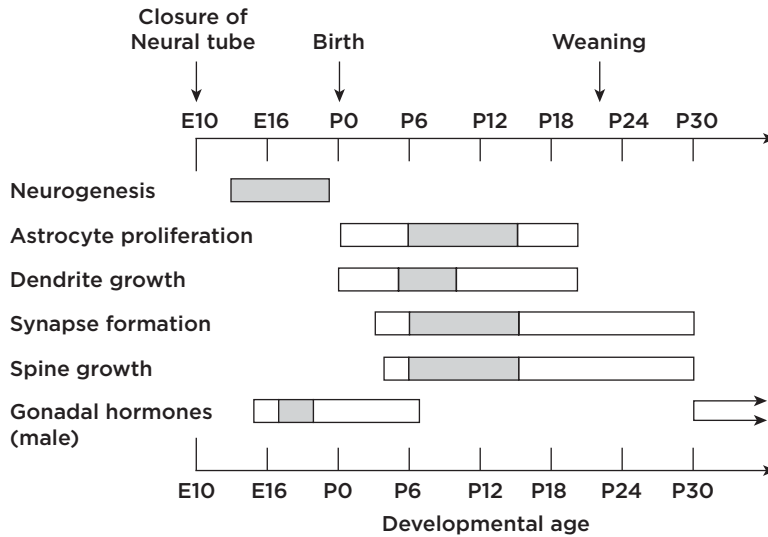 Closure of
Neural tube
Birth
Weaning
E10 E16 P0 P6 P12 P18 P24 P30
Neurogenesis
Astrocyte proliferation
Dendrite growth
Synapse formation
Spine growth
Gonadal hormones
(male)
E10 E16 P0 P6 P12 P18 P24 P30
Developmental age